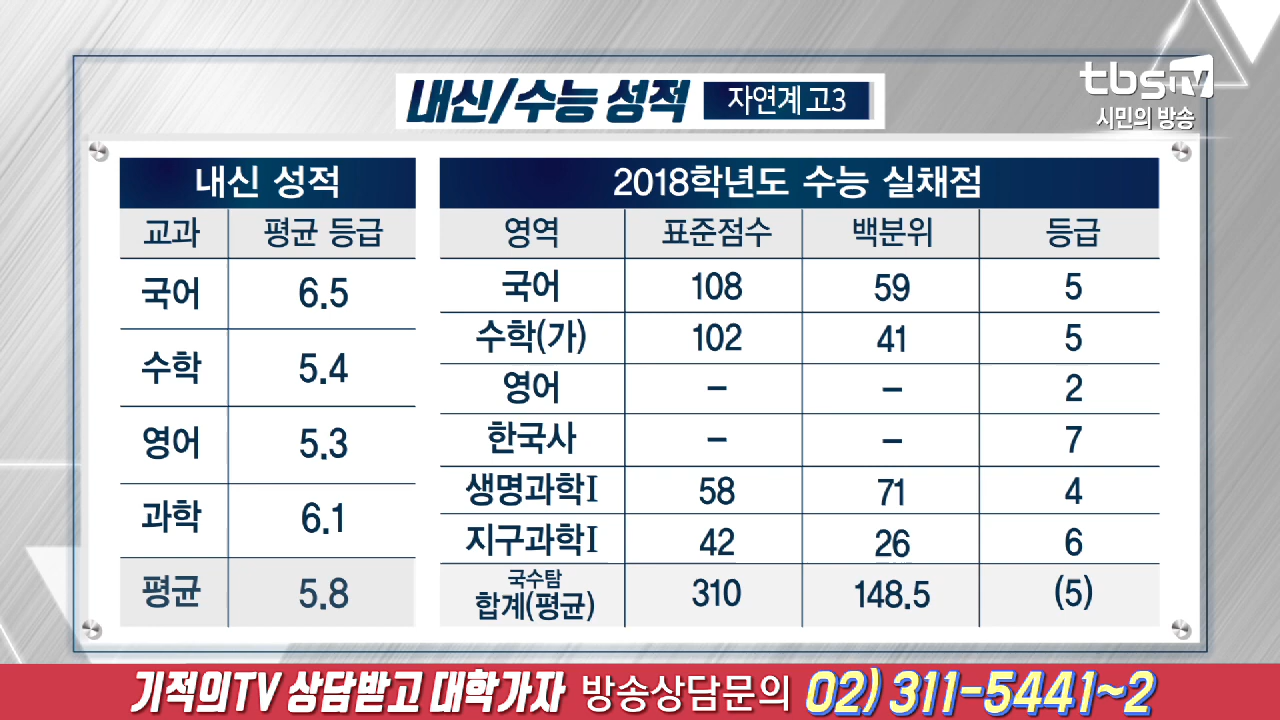 내신/수능 성적 자연계 고3
tbs TV
시민의 방송
내신 성적
교과 평균 등급
국어 6.5
수학 5.4
영어 5.3
과학 6.1
평균 5.8
2018학년도 수능 실채점
영역 표준점수 백분위 등급
국어 108 59 5
수학(가) 102 41 5
영어 – – 2
한국사 – – 7
생명과학Ⅰ 58 71 4
지구과학Ⅰ 42 26 6
국수탐
합계(평균) 310 148.5 (5)
기적의TV 상담받고 대학가자 방송상담문의 02) 311-5441~2